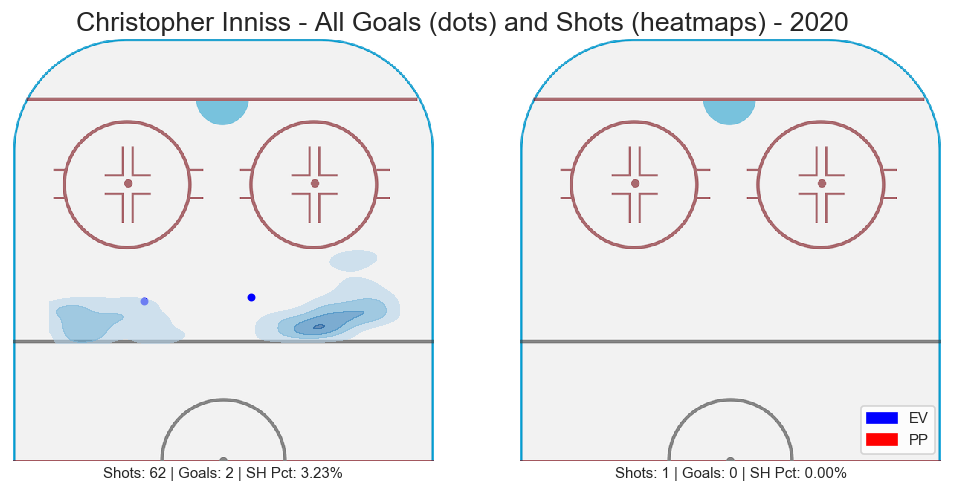 Christopher Inniss - All Goals (dots) and Shots (heatmaps) - 2020
EV
PP
Shots: 62 | Goals: 2 | SH Pct: 3.23%
Shots: 1 | Goals: 0 | SH Pct: 0.00%